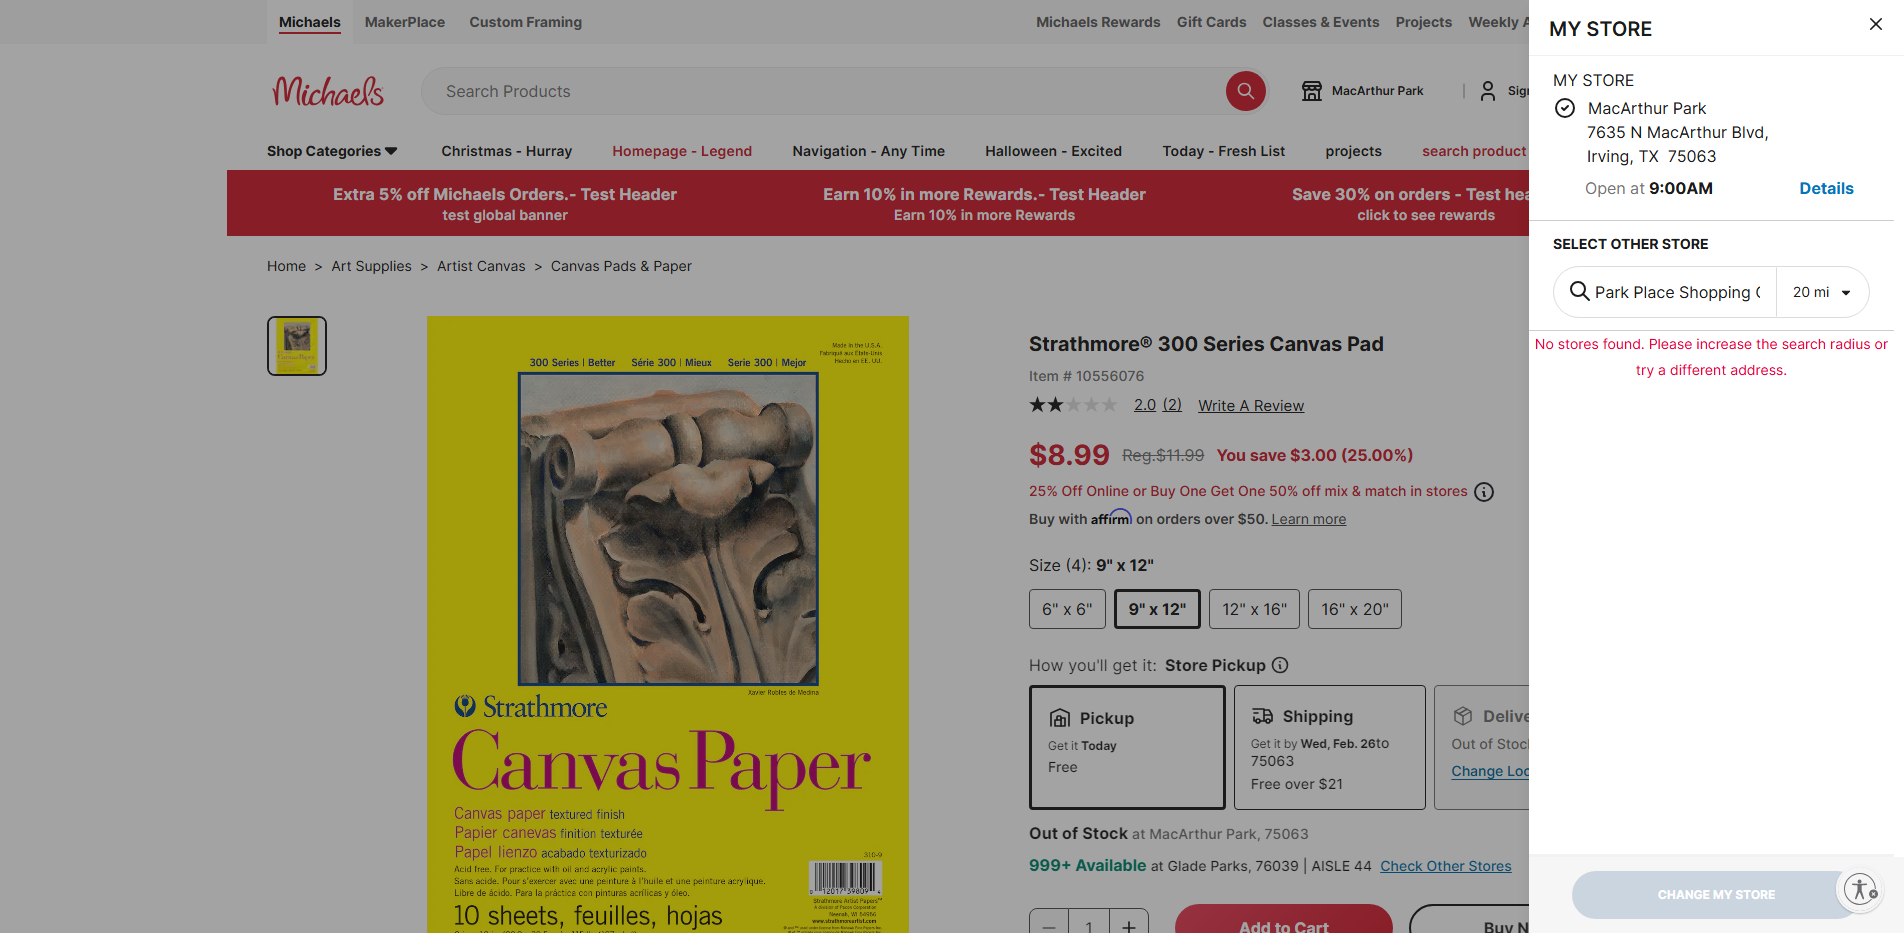 Michaels MakerPlace Custom Framing
Michaels Rewards Gift Cards Classes & Events Projects Weekly
Michaels
Search Products
MacArthur Park
Shop Categories
Christmas - Hurray
Homepage - Legend
Navigation - Any Time
Halloween - Excited
Today - Fresh List
projects
search product
Extra 5% off Michaels Orders.- Test Header
test global banner
Earn 10% in more Rewards.- Test Header
Earn 10% in more Rewards
Save 30% on orders - Test
click to see rewards
Home > Art Supplies > Artist Canvas > Canvas Pads & Paper
Made in the U.S.A.
Fabriqué aux États-Unis
Hecho en EE. UU.
300 Series | Better Série 300 | Mieux Serie 300 | Mejor
Xavier Robles de Medina
Strathmore
Canvas Paper
Canvas paper textured finish
Papier canevas finition texturée
Papel lienzo acabado texturizado
Acid free. For practice with oil and acrylic paints.
Sans acide. Pour s'exercer avec une peinture à l'huile et une peinture acrylique.
Libre de ácido. Para la práctica con pinturas acrílicas y óleo.
310-9
Strathmore Artist Papers™
Neenah, WI 54956
www.strathmoreartist.com
10 sheets, feuilles, hojas
Strathmore® 300 Series Canvas Pad
Item # 10556076
2.0 (2) Write A Review
$8.99 Reg.$11.99 You save $3.00 (25.00%)
25% Off Online or Buy One Get One 50% off mix & match in stores
Buy with affirm on orders over $50. Learn more
Size (4): 9" x 12"
6" x 6"
9" x 12"
12" x 16"
16" x 20"
How you'll get it: Store Pickup
Pickup
Get it Today
Free
Shipping
Get it by Wed, Feb. 26to
75063
Free over $21
Out of
Change
Out of Stock at MacArthur Park, 75063
999+ Available at Glade Parks, 76039 | AISLE 44 Check Other Stores
1
Add to Cart
Buy
MY STORE
MY STORE
MacArthur Park
7635 N MacArthur Blvd,
Irving, TX 75063
Open at 9:00AM
Details
SELECT OTHER STORE
Park Place Shopping
20 mi
No stores found. Please increase the search radius or
try a different address.
CHANGE MY STORE